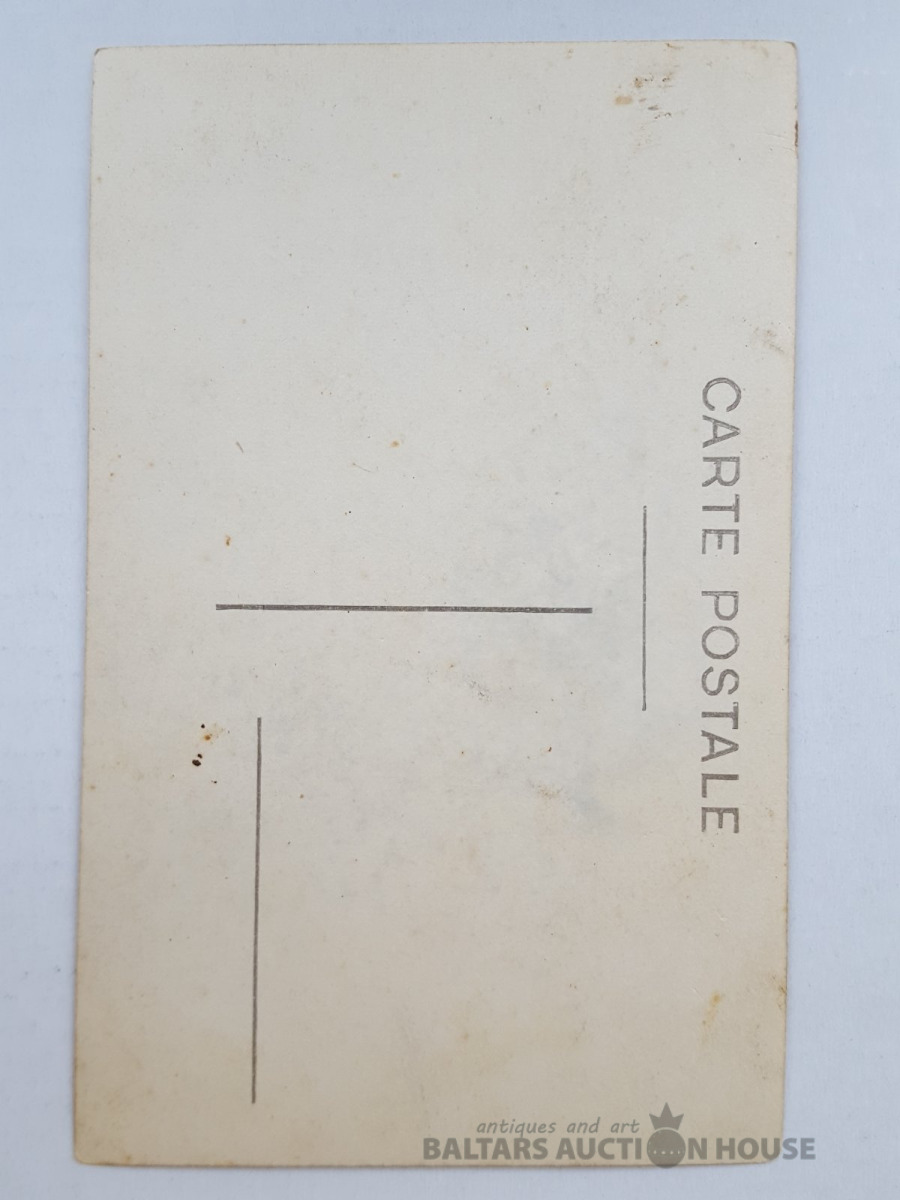 CARTE POSTALE
antiques and art
BALTARS AUCTION HOUSE